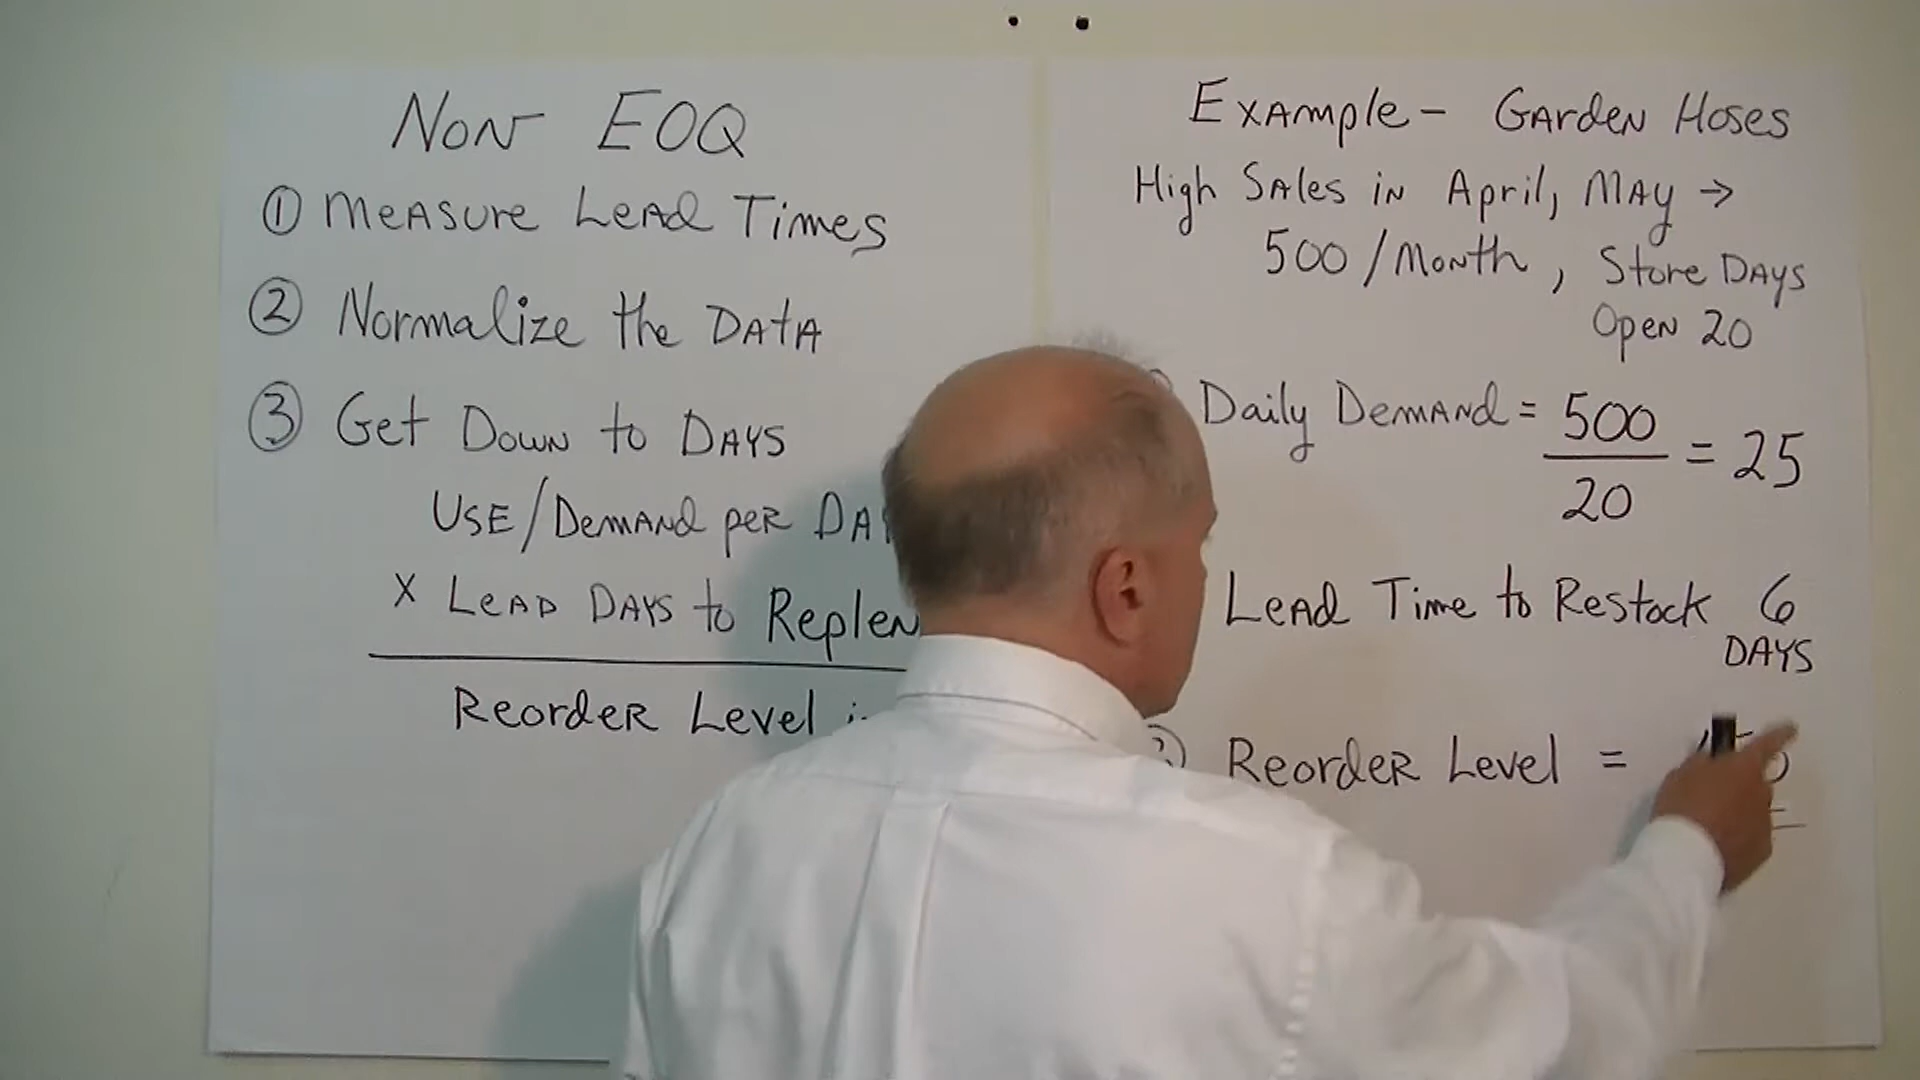 Non EOQ
① Measure Lead Times
② Normalize the Data
③ Get Down to Days
Use/Demand per
x Lead Days to
Reorder Level
Example - Garden Hoses
High Sales in April, May →
500/Month, Store Days
Open 20
Daily Demand = 500/20 = 25
Lead Time to Restock 6
Days
Reorder Level =